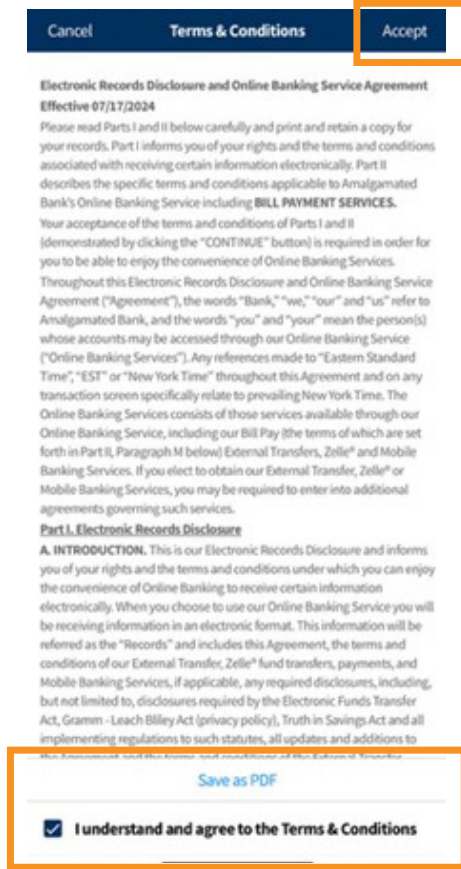 Cancel Terms & Conditions Accept
Electronic Records Disclosure and Online Banking Service Agreement
Effective 07/17/2024
Please read Parts I and II below carefully and print and retain a copy for
your records. Part I informs you of your rights and the terms and conditions
associated with receiving certain information electronically. Part II
describes the specific terms and conditions applicable to Amalgamated
Bank's Online Banking Service including BILL PAYMENT SERVICES.
Your acceptance of the terms and conditions of Parts I and II
(demonstrated by clicking the "CONTINUE" button) is required in order for
you to be able to enjoy the convenience of Online Banking Services.
Throughout this Electronic Records Disclosure and Online Banking Service
Agreement ("Agreement"), the words "Bank," "we," "our" and "us" refer to
Amalgamated Bank, and the words "you" and "your" mean the person(s)
whose accounts may be accessed through our Online Banking Service
("Online Banking Services"). Any references made to "Eastern Standard
Time", "EST" or "New York Time" throughout this Agreement and on any
transaction screen specifically relate to prevailing New York Time. The
Online Banking Services consists of those services available through our
Online Banking Service, including our Bill Pay (the terms of which are set
forth in Part II, Paragraph M below) External Transfers, Zelle® and Mobile
Banking Services. If you elect to obtain our External Transfer, Zelle® or
Mobile Banking Services, you may be required to enter into additional
agreements governing such services.
Part I. Electronic Records Disclosure
A. INTRODUCTION. This is our Electronic Records Disclosure and informs
you of your rights and the terms and conditions under which you can enjoy
the convenience of Online Banking to receive certain information
electronically. When you choose to use our Online Banking Service you will
be receiving information in an electronic format. This information will be
referred as the "Records" and includes this Agreement, the terms and
conditions of our External Transfer, Zelle® fund transfers, payments, and
Mobile Banking Services, if applicable, any required disclosures, including,
but not limited to, disclosures required by the Electronic Funds Transfer
Act, Gramm - Leach Bliley Act (privacy policy), Truth in Savings Act and all
implementing regulations to such statutes, all updates and additions to
the Agreement and the terms and conditions of the External Transfer
Save as PDF
I understand and agree to the Terms & Conditions